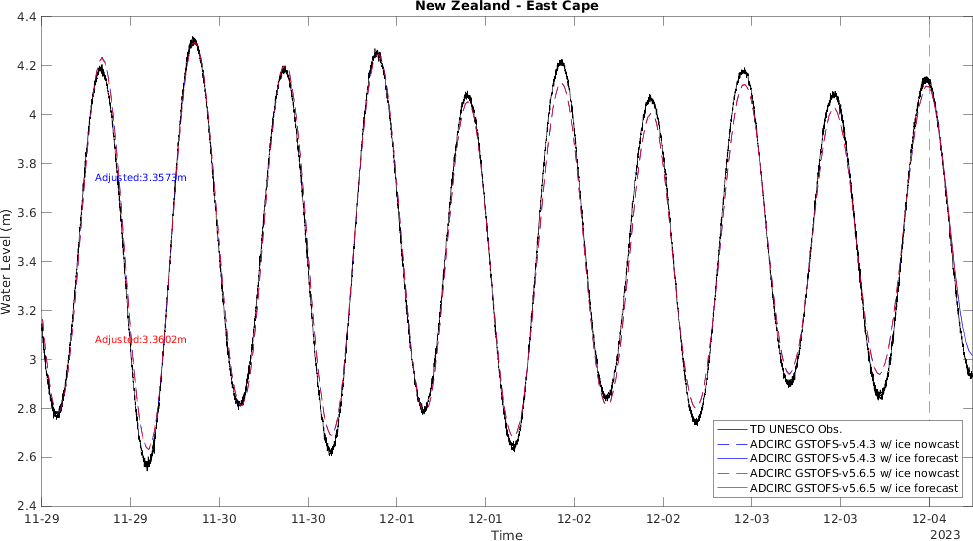 New Zealand - East Cape
4.4
4.2
4
3.8
3.6
3.4
3.2
3
2.8
2.6
2.4
Water Level (m)
Adjusted:3.3573m
Adjusted:3.3602m
TD UNESCO Obs.
ADCIRC GSTOFS-v5.4.3 w/ ice nowcast
ADCIRC GSTOFS-v5.4.3 w/ ice forecast
ADCIRC GSTOFS-v5.6.5 w/ ice nowcast
ADCIRC GSTOFS-v5.6.5 w/ ice forecast
11-29 11-29 11-30 11-30 12-01 12-01 12-02 12-02 12-03 12-03 12-04
Time
2023